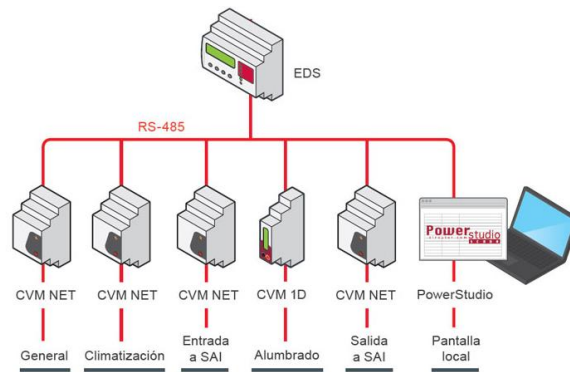 EDS
RS-485
Power studio
CVM NET
CVM NET
CVM NET
CVM 1D
CVM NET
PowerStudio
General
Climatización
Entrada
a SAI
Alumbrado
Salida
a SAI
Pantalla
local